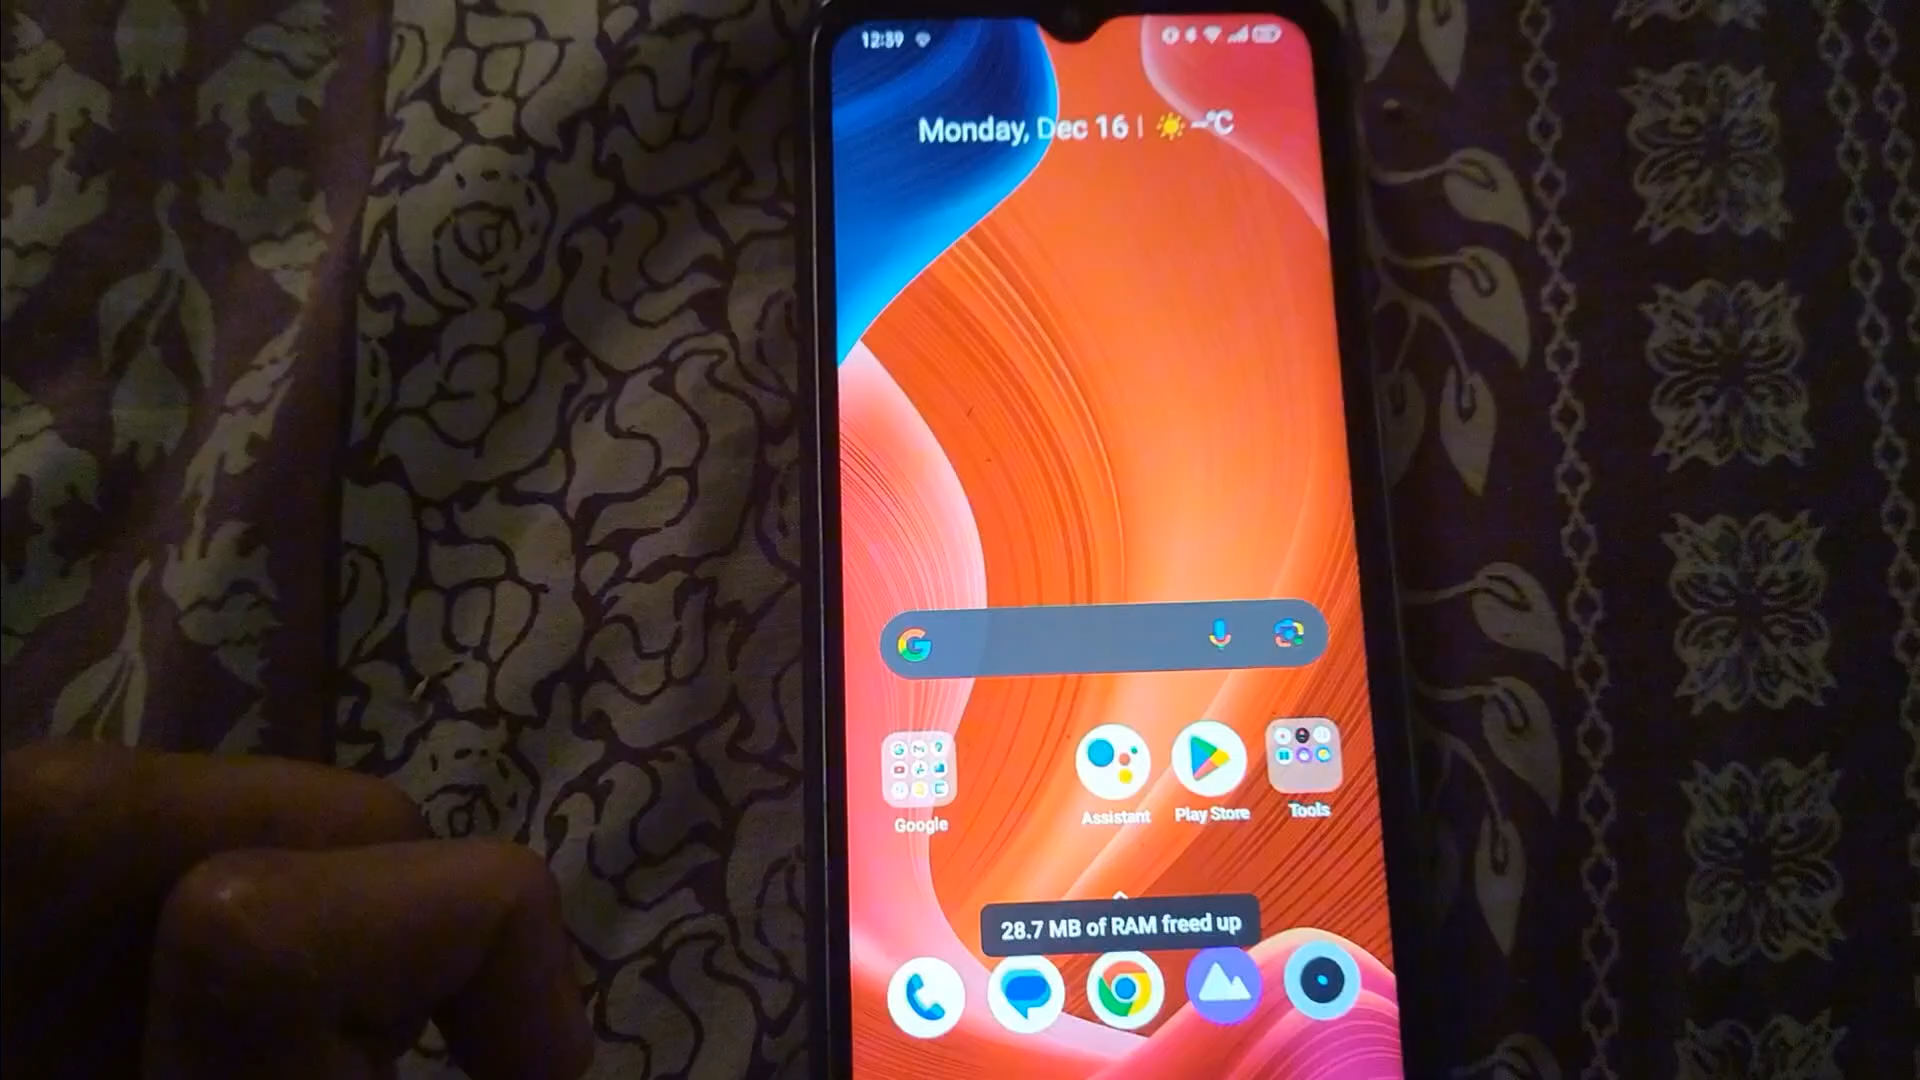 12:39
Monday, Dec 16 | –°C
Google
Assistant
Play Store
Tools
28.7 MB of RAM freed up